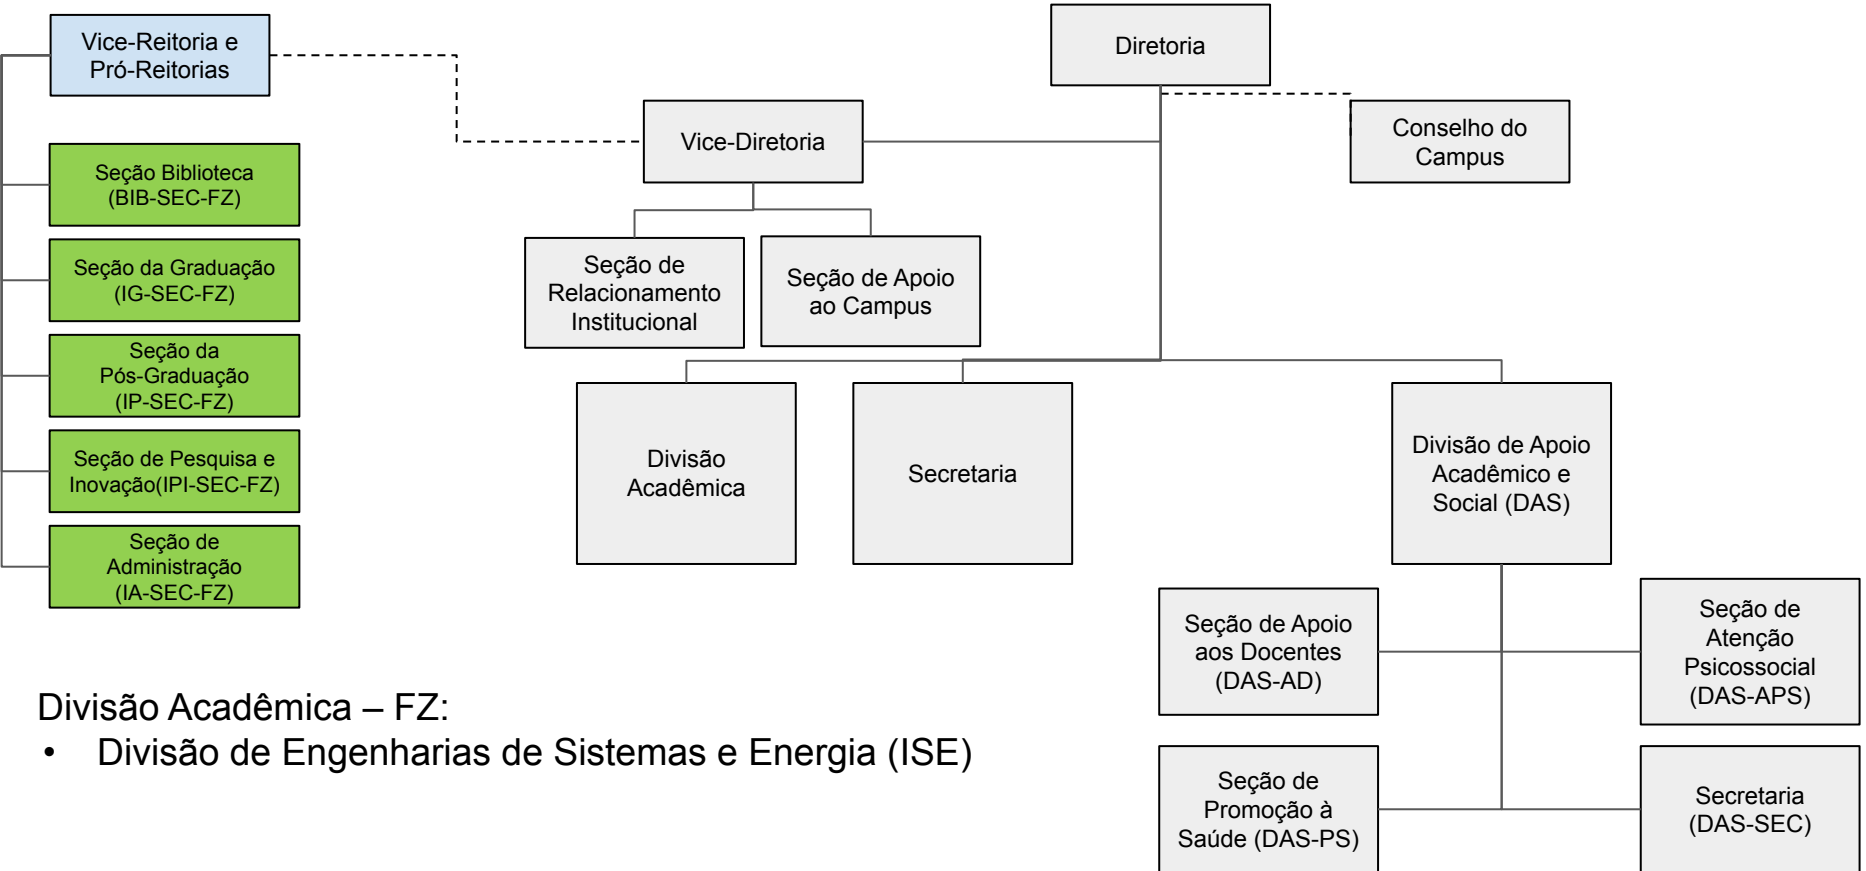 Vice-Reitoria e
Pró-Reitorias
Diretoria
Vice-Diretoria
Conselho do
Campus
Seção Biblioteca
(BIB-SEC-FZ)
Seção da Graduação
(IG-SEC-FZ)
Seção da
Pós-Graduação
(IP-SEC-FZ)
Seção de Pesquisa e
Inovação(IPI-SEC-FZ)
Seção de
Administração
(IA-SEC-FZ)
Seção de
Relacionamento
Institucional
Seção de Apoio
ao Campus
Divisão
Acadêmica
Secretaria
Divisão de Apoio
Acadêmico e
Social (DAS)
Seção de Apoio
aos Docentes
(DAS-AD)
Seção de
Atenção
Psicossocial
(DAS-APS)
Seção de
Promoção à
Saúde (DAS-PS)
Secretaria
(DAS-SEC)
Divisão Acadêmica – FZ:
• Divisão de Engenharias de Sistemas e Energia (ISE)